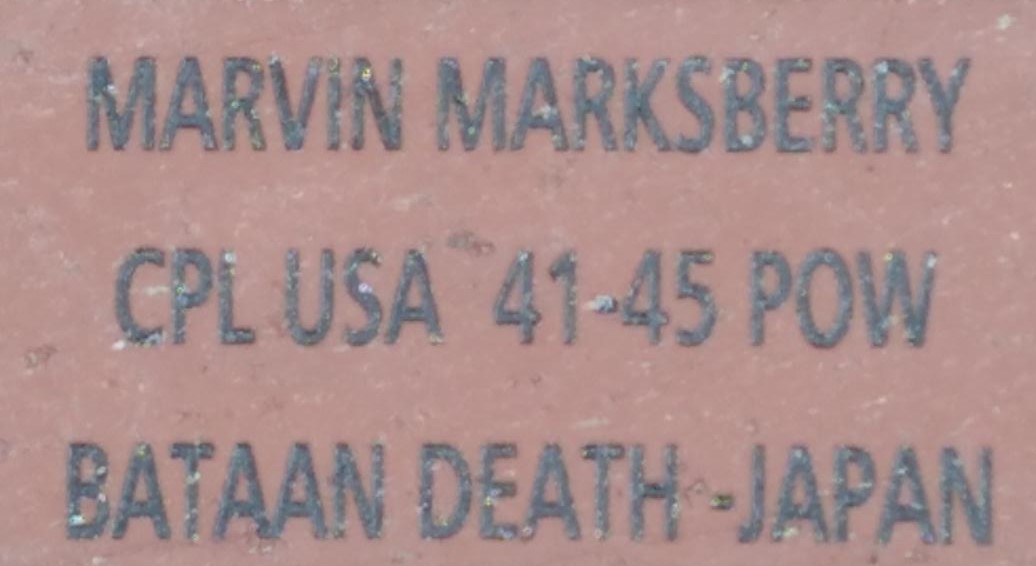 MARVIN MARKSBERRY
CPL USA 41-45 POW
BATAAN DEATH-JAPAN